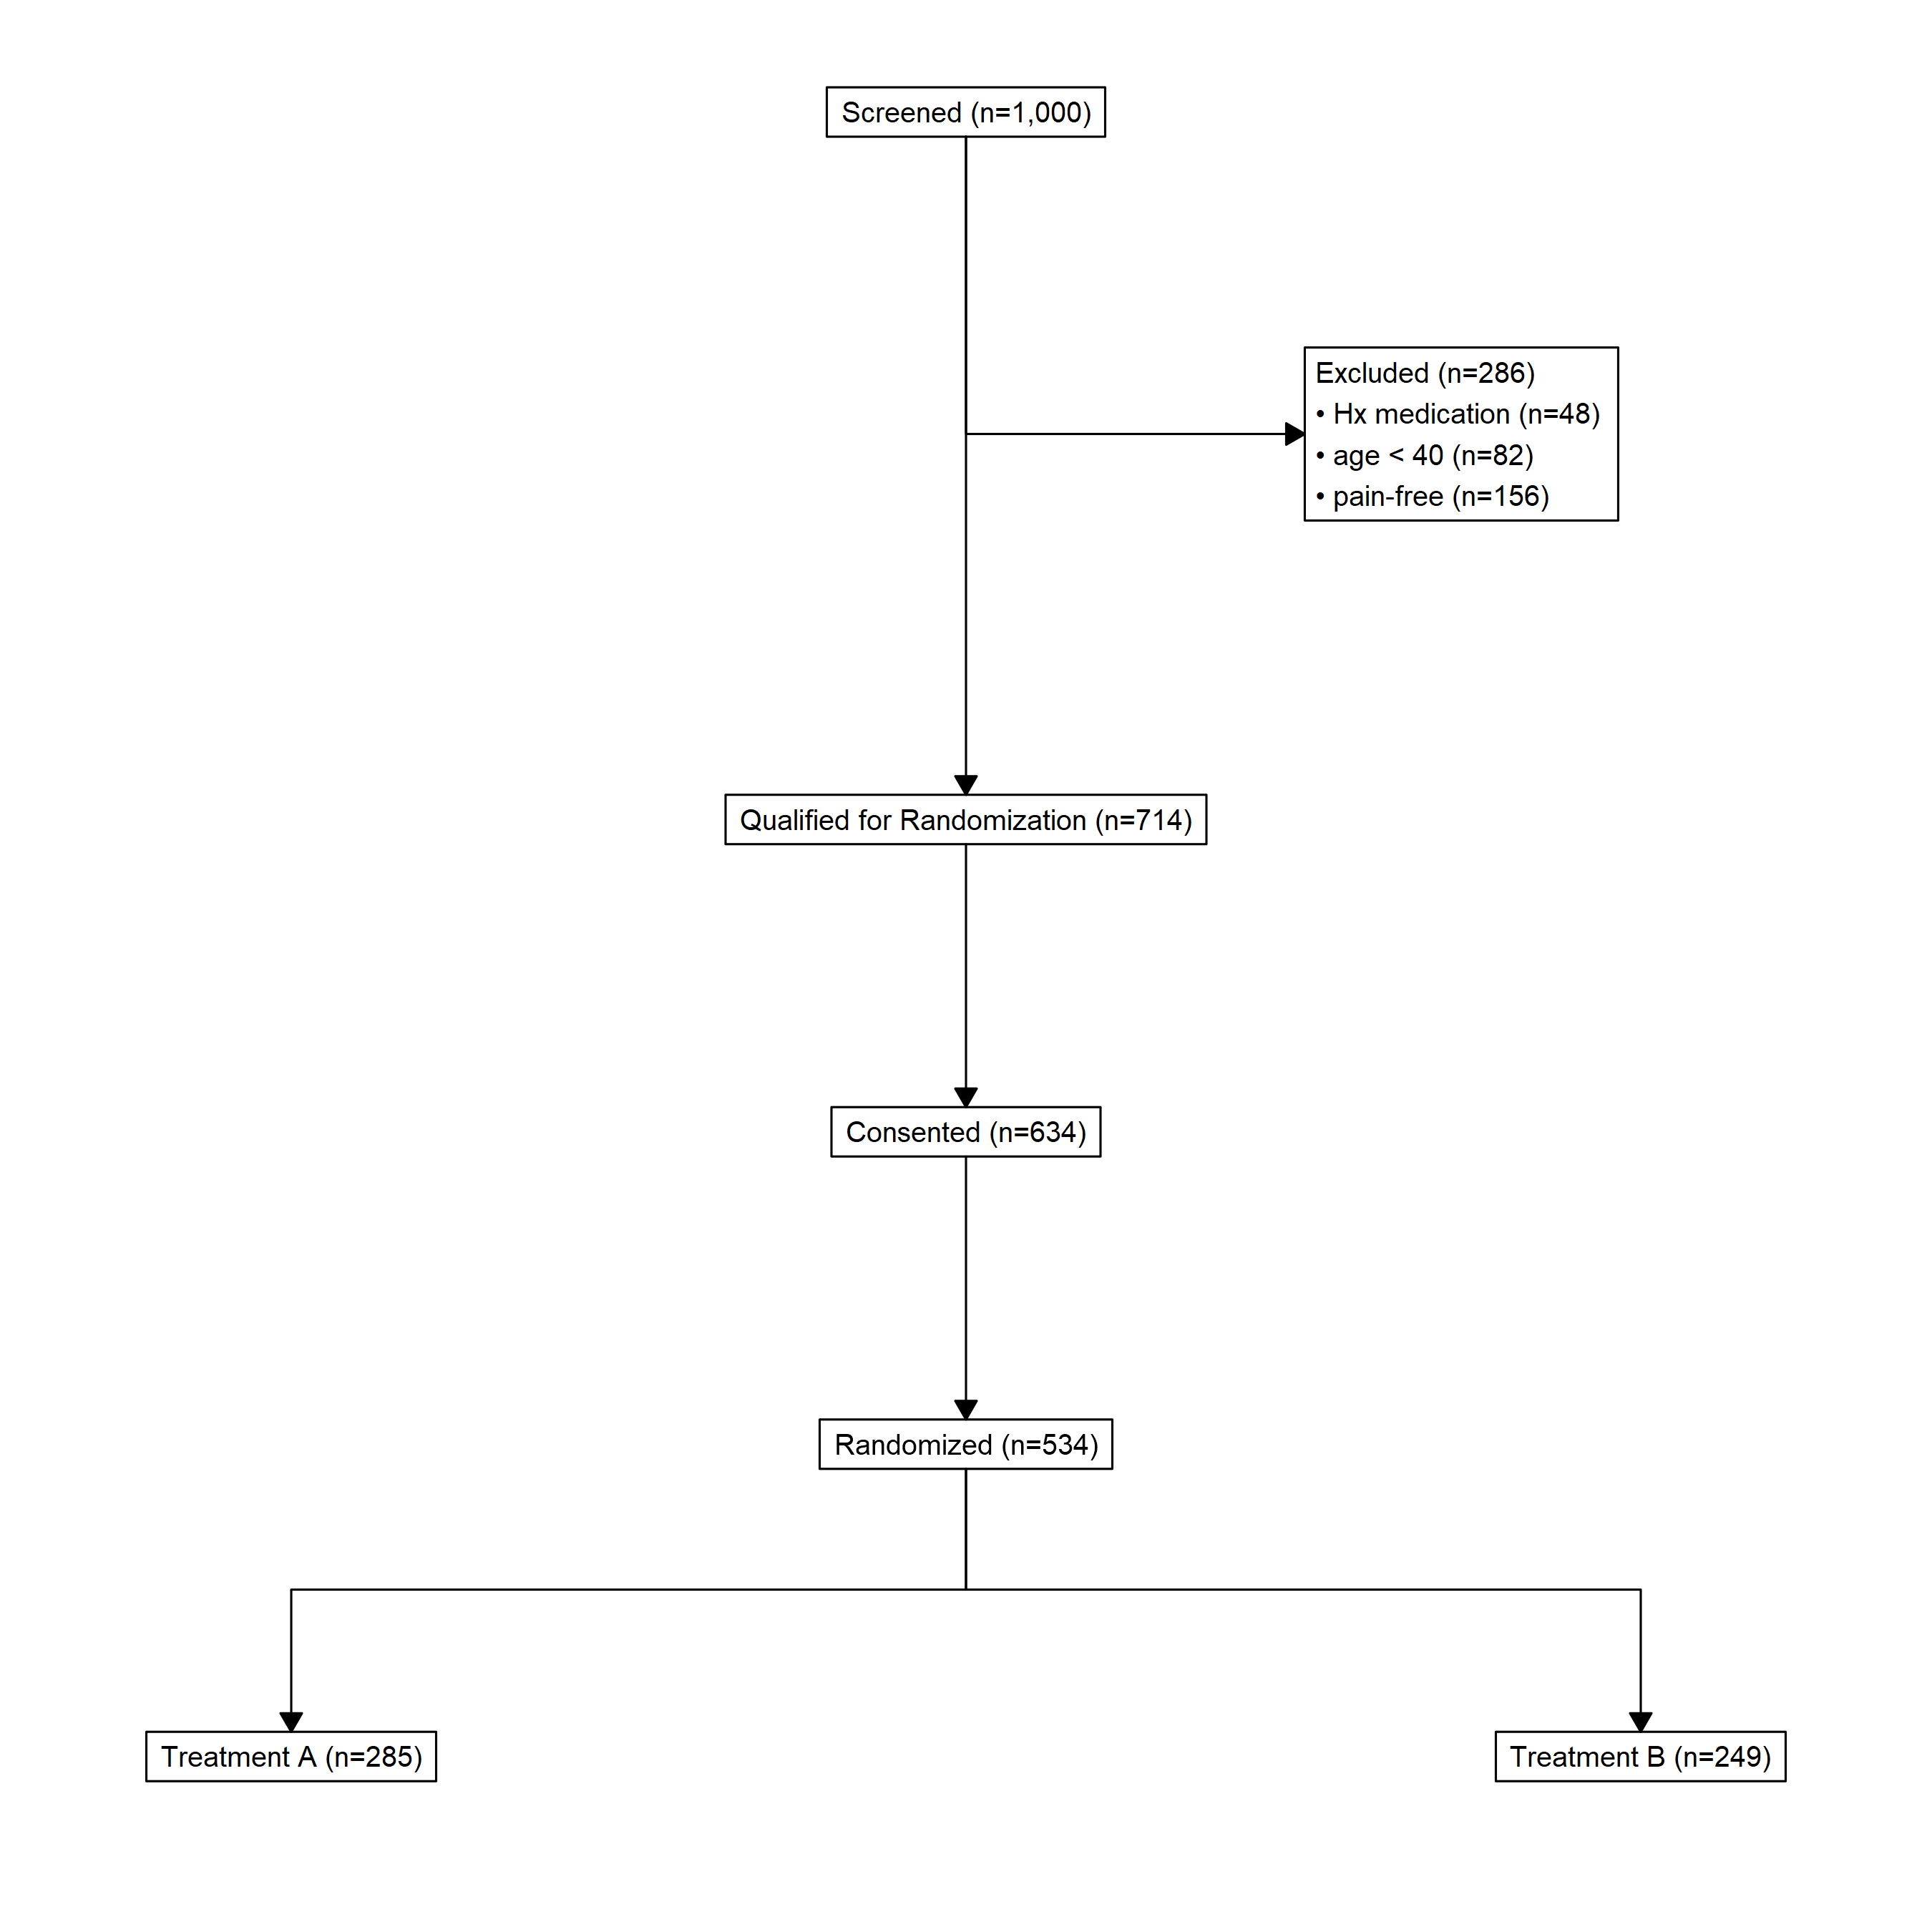 Screened (n=1,000)
Excluded (n=286)
• Hx medication (n=48)
• age < 40 (n=82)
• pain-free (n=156)
Qualified for Randomization (n=714)
Consented (n=634)
Randomized (n=534)
Treatment A (n=285)
Treatment B (n=249)